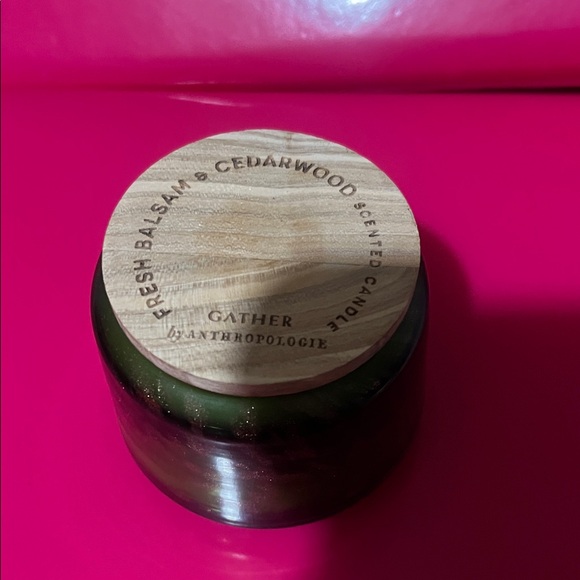 FRESH BALSAM & CEDARWOOD SCENTED CANDLE
GATHER
by ANTHROPOLOGIE